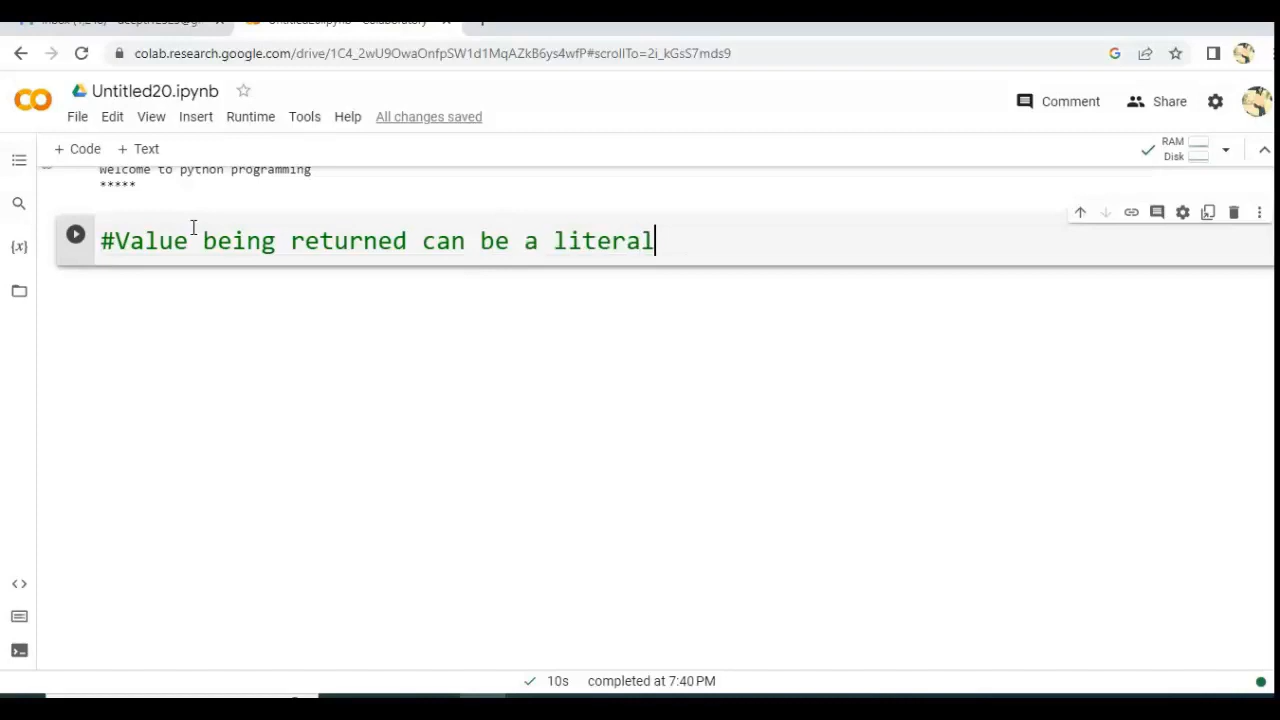 colab.research.google.com/drive/1C4_2wU9OwaOnfpSW1d1MqAZkB6ys4wfP#scrollTo=2i_kGsS7mds9
Untitled20.ipynb
Comment
Share
File Edit View Insert Runtime Tools Help All changes saved
+ Code + Text
RAM
Disk
Welcome to python programming
*****
{x}
#Value being returned can be a literal
10s completed at 7:40 PM